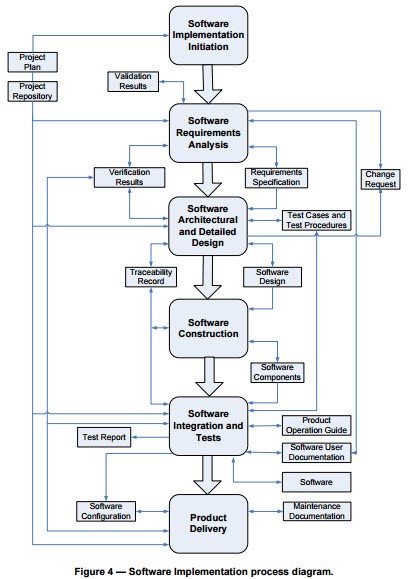 Software
Implementation
Initiation
Project
Plan
Project
Repository
Validation
Results
Software
Requirements
Analysis
Verification
Results
Requirements
Specification
Change
Request
Software
Architectural
and Detailed
Design
Test Cases and
Test Procedures
Traceability
Record
Software
Design
Software
Construction
Software
Components
Software
Integration and
Tests
Product
Operation Guide
Test Report
Software User
Documentation
Software
Software
Configuration
Product
Delivery
Maintenance
Documentation
Figure 4 — Software Implementation process diagram.